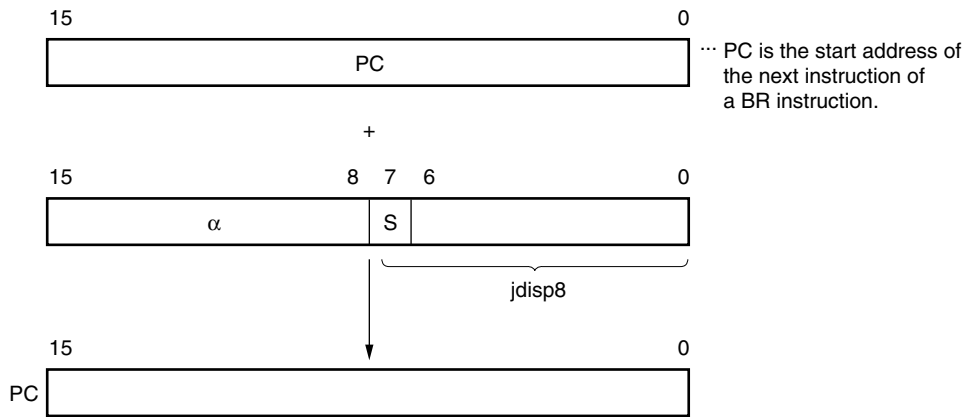 15 0
PC
... PC is the start address of
the next instruction of
a BR instruction.
+
15 8 7 6 0
α S
jdisp8
15 0
PC